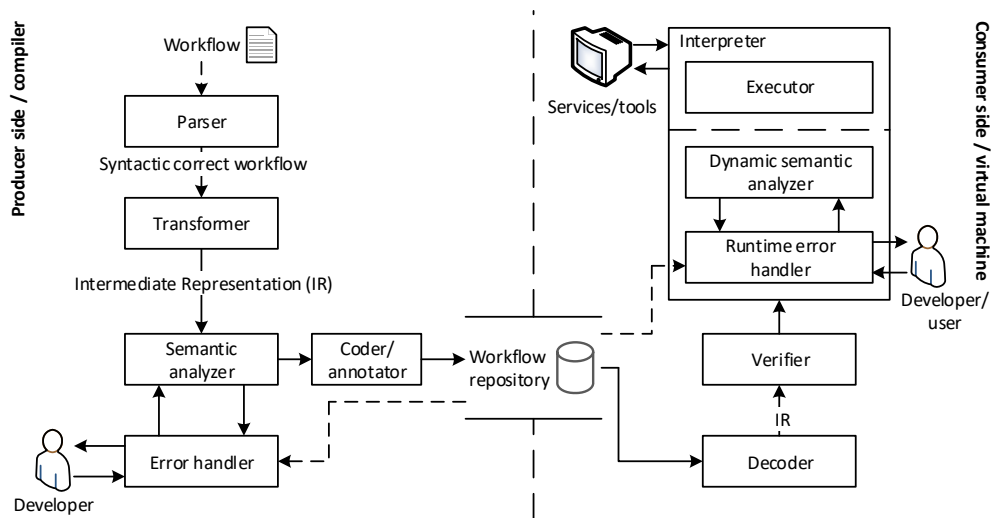 Producer side / compiler
Workflow
Parser
Syntactic correct workflow
Transformer
Intermediate Representation (IR)
Semantic
analyzer
Coder/
annotator
Error handler
Developer
Workflow
repository
Services/tools
Interpreter
Executor
Dynamic semantic
analyzer
Runtime error
handler
Developer/
user
Verifier
IR
Decoder
Consumer side / virtual machine